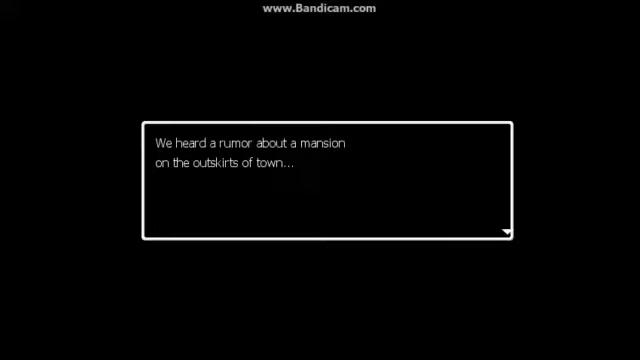 www.Bandicam.com
We heard a rumor about a mansion
on the outskirts of town...